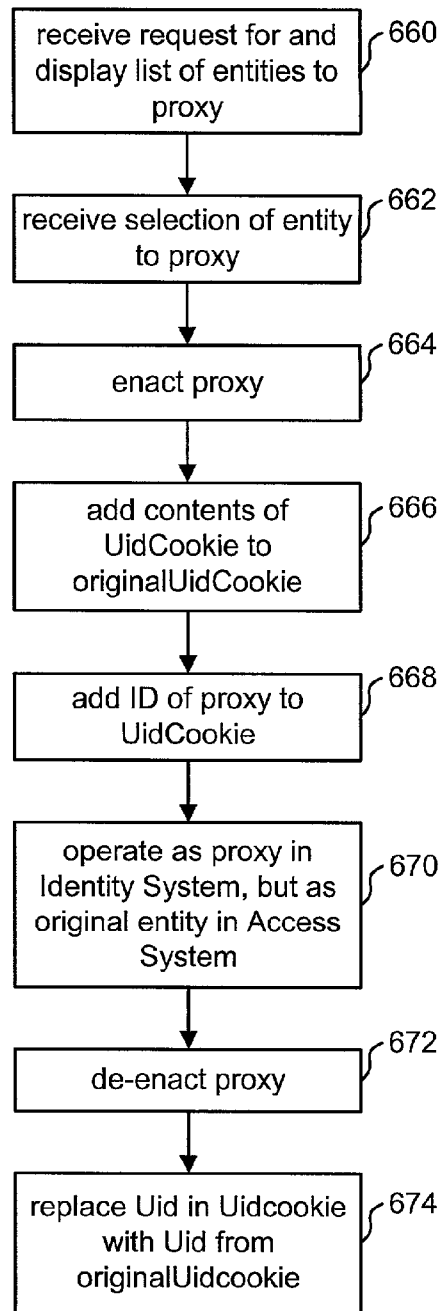 receive request for and
display list of entities to
proxy
660
receive selection of entity
to proxy
662
enact proxy
664
add contents of
UidCookie to
originalUidCookie
666
add ID of proxy to
UidCookie
668
operate as proxy in
Identity System, but as
original entity in Access
System
670
de-enact proxy
672
replace Uid in Uidcookie
with Uid from
originalUidcookie
674